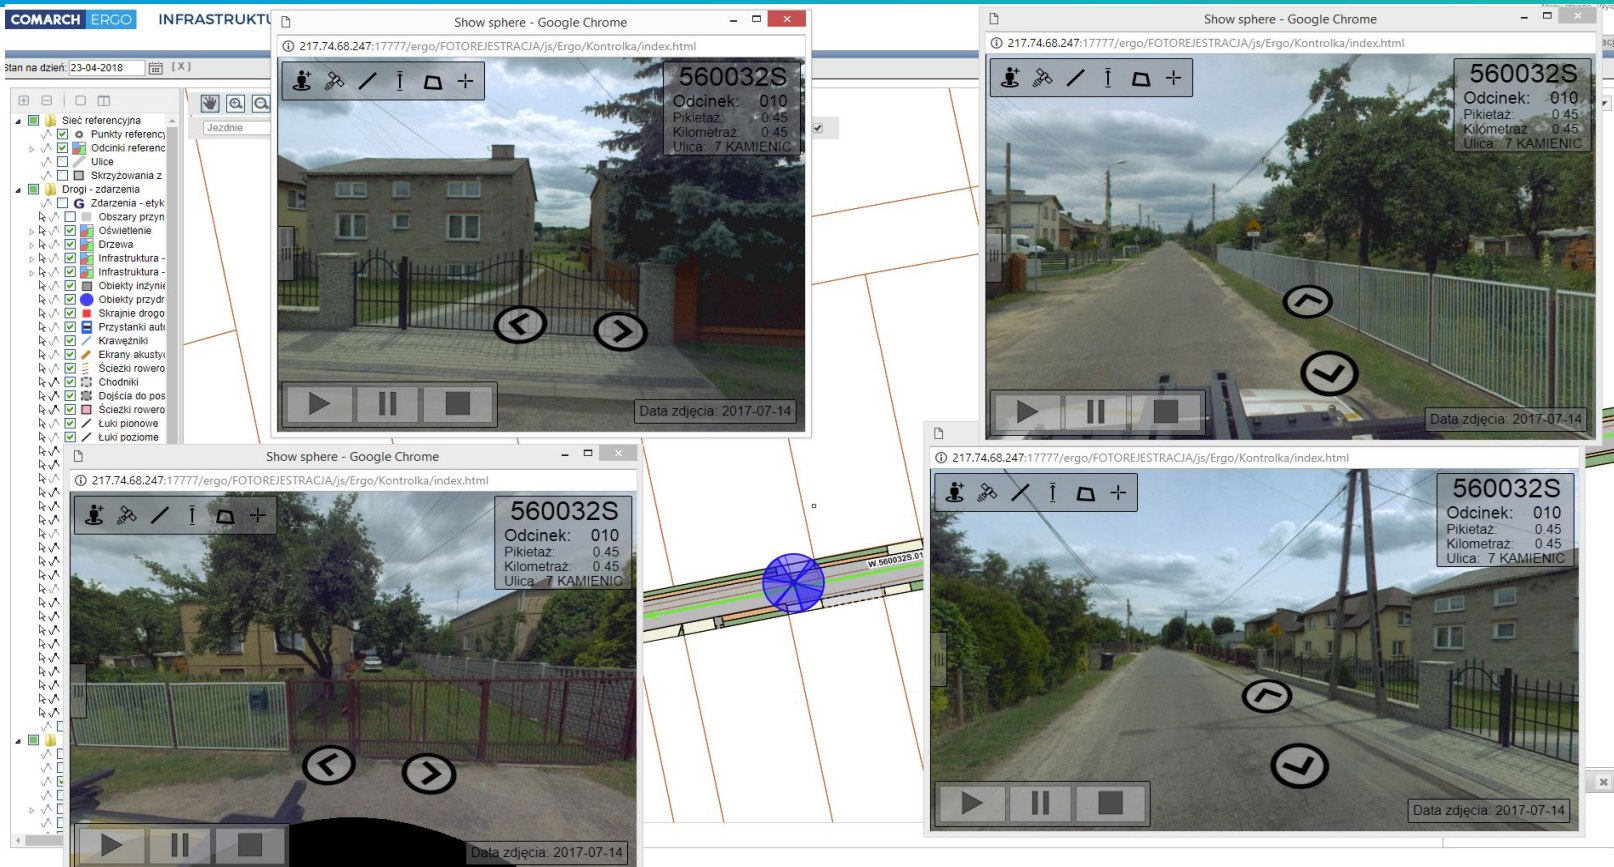 COMARCH ERGO
INFRASTRUKTU
Stan na dzień: 23-04-2018 [X]
Jezdnie
Sieć referencyjna
Punkty referency
Odcinki referenc
Ulice
Skrzyżowania z
Drogi - zdarzenia
G Zdarzenia - etyk
Obszary przyn
Oświetlenie
Drzewa
Infrastruktura -
Infrastruktura -
Obiekty inżynie
Obiekty przydr
Skrajnie drogo
Przystanki auto
Krawężniki
Ekrany akustyc
Ścieżki rowero
Chodniki
Dojścia do pos
Ścieżki rowero
Łuki pionowe
Łuki poziome
Show sphere - Google Chrome
217.74.68.247:17777/ergo/FOTOREJESTRACJA/js/Ergo/Kontrolka/index.html
560032S
Odcinek: 010
Pikietaż: 0.45
Kilometraż: 0.45
Ulica: 7 KAMIENIC
Data zdjęcia: 2017-07-14
Show sphere - Google Chrome
217.74.68.247:17777/ergo/FOTOREJESTRACJA/js/Ergo/Kontrolka/index.html
560032S
Odcinek: 010
Pikietaż: 0.45
Kilometraż: 0.45
Ulica: 7 KAMIENIC
Data zdjęcia: 2017-07-14
Show sphere - Google Chrome
217.74.68.247:17777/ergo/FOTOREJESTRACJA/js/Ergo/Kontrolka/index.html
560032S
Odcinek: 010
Pikietaż: 0.45
Kilometraż: 0.45
Ulica: 7 KAMIENIC
Data zdjęcia: 2017-07-14
W.560032S.01
217.74.68.247:17777/ergo/FOTOREJESTRACJA/js/Ergo/Kontrolka/index.html
560032S
Odcinek: 010
Pikietaż: 0.45
Kilometraż: 0.45
Ulica: 7 KAMIENIC
Data zdjęcia: 2017-07-14